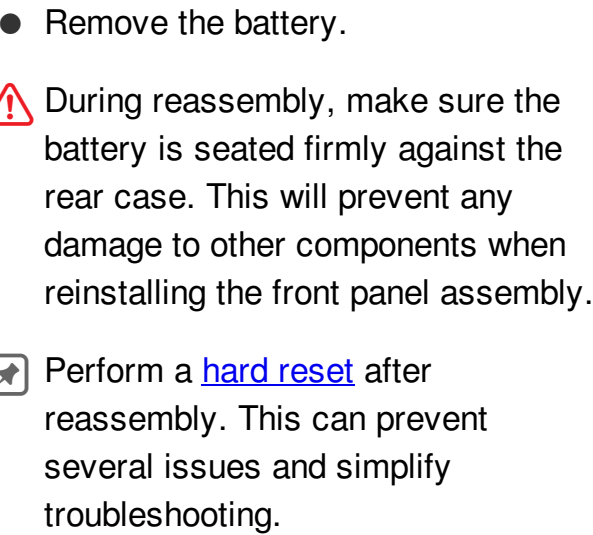 Remove the battery.
During reassembly, make sure the
battery is seated firmly against the
rear case. This will prevent any
damage to other components when
reinstalling the front panel assembly.
Perform a hard reset after
reassembly. This can prevent
several issues and simplify
troubleshooting.